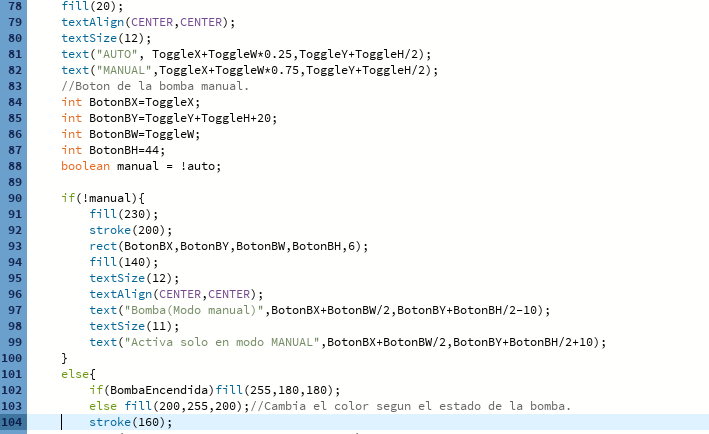 78 fill(20);
79 textAlign(CENTER,CENTER);
80 textSize(12);
81 text("AUTO", ToggleX+ToggleW*0.25,ToggleY+ToggleH/2);
82 text("MANUAL",ToggleX+ToggleW*0.75,ToggleY+ToggleH/2);
83 //Boton de la bomba manual.
84 int BotonBX=ToggleX;
85 int BotonBY=ToggleY+ToggleH+20;
86 int BotonBW=ToggleW;
87 int BotonBH=44;
88 boolean manual = !auto;
89
90 if(!manual){
91 fill(230);
92 stroke(200);
93 rect(BotonBX,BotonBY,BotonBW,BotonBH,6);
94 fill(140);
95 textSize(12);
96 textAlign(CENTER,CENTER);
97 text("Bomba(Modo manual)",BotonBX+BotonBW/2,BotonBY+BotonBH/2-10);
98 textSize(11);
99 text("Activa solo en modo MANUAL",BotonBX+BotonBW/2,BotonBY+BotonBH/2+10);
100 }
101 else{
102 if(BombaEncendida)fill(255,180,180);
103 else fill(200,255,200);//Cambia el color segun el estado de la bomba.
104 stroke(160);